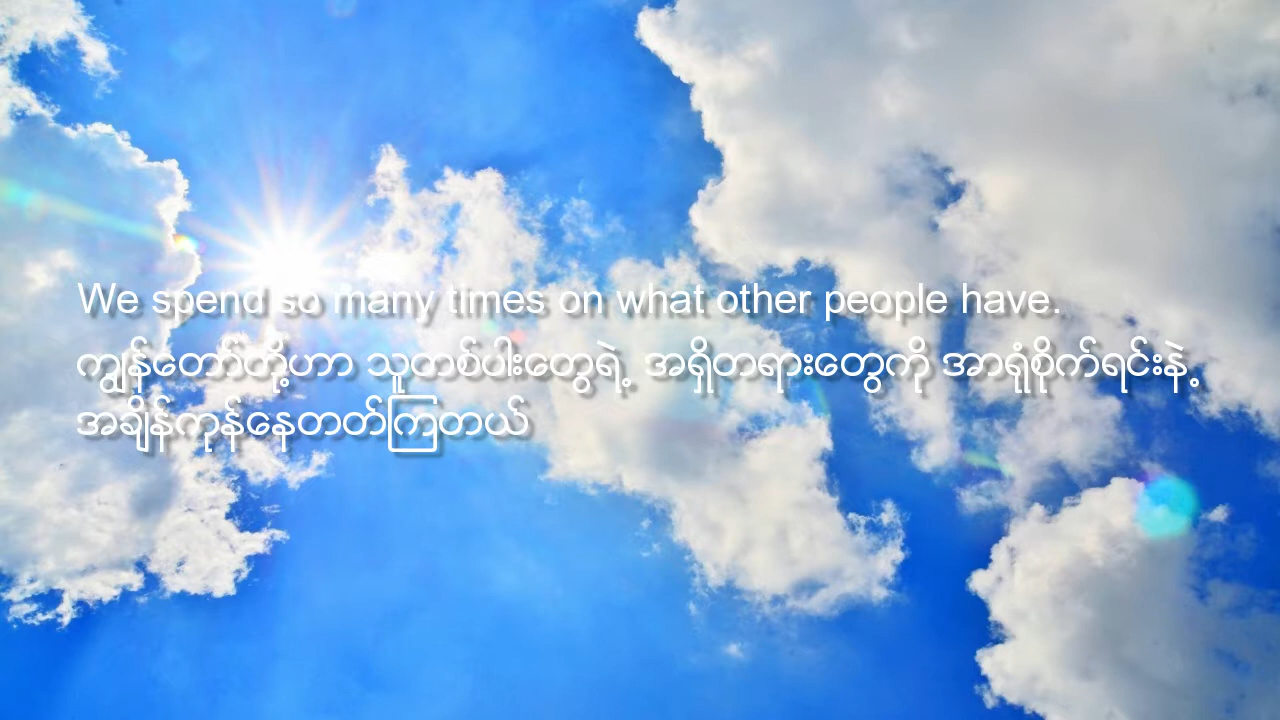 We spend so many times on what other people have.
ကျွန်တော်တို့ဟာ သူတစ်ပါးတွေရဲ့ အရှိတရားတွေကို အာရုံစိုက်ရင်းနဲ့
အချိန်ကုန်နေတတ်ကြတယ်